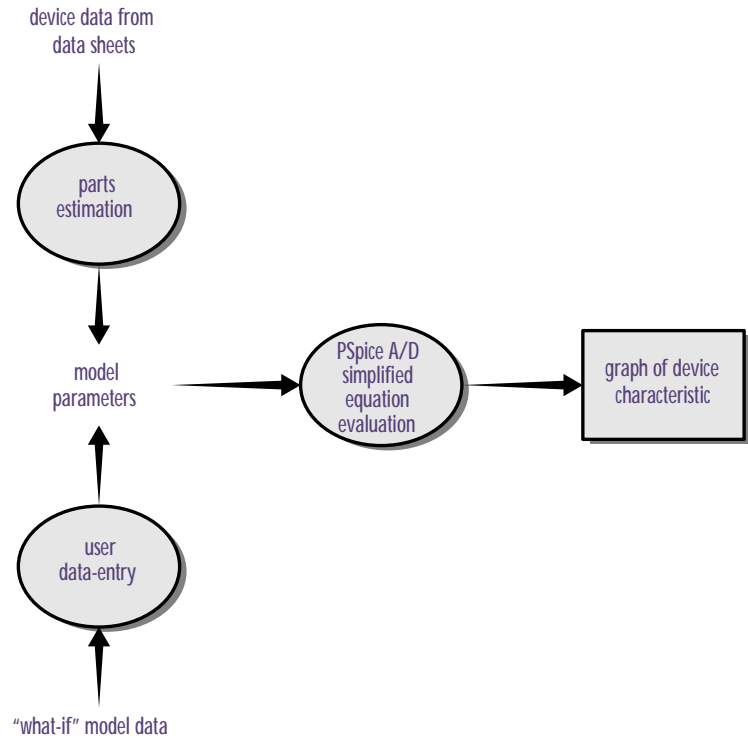 device data from
data sheets
parts
estimation
model
parameters
PSpice A/D
simplified
equation
evaluation
graph of device
characteristic
user
data-entry
“what-if” model data